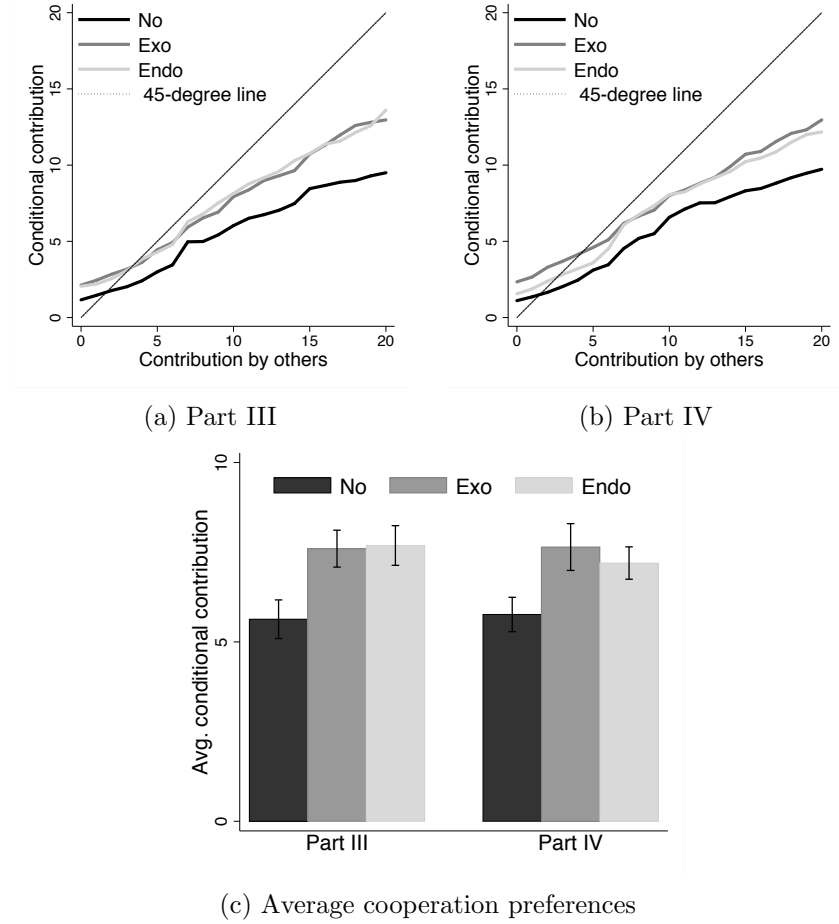 20
15
10
5
0
Conditional contribution
No
Exo
Endo
45-degree line
0 5 10 15 20
Contribution by others
(a) Part III
20
15
10
5
0
Conditional contribution
No
Exo
Endo
45-degree line
0 5 10 15 20
Contribution by others
(b) Part IV
10
5
0
Avg. conditional contribution
No Exo Endo
Part III Part IV
(c) Average cooperation preferences